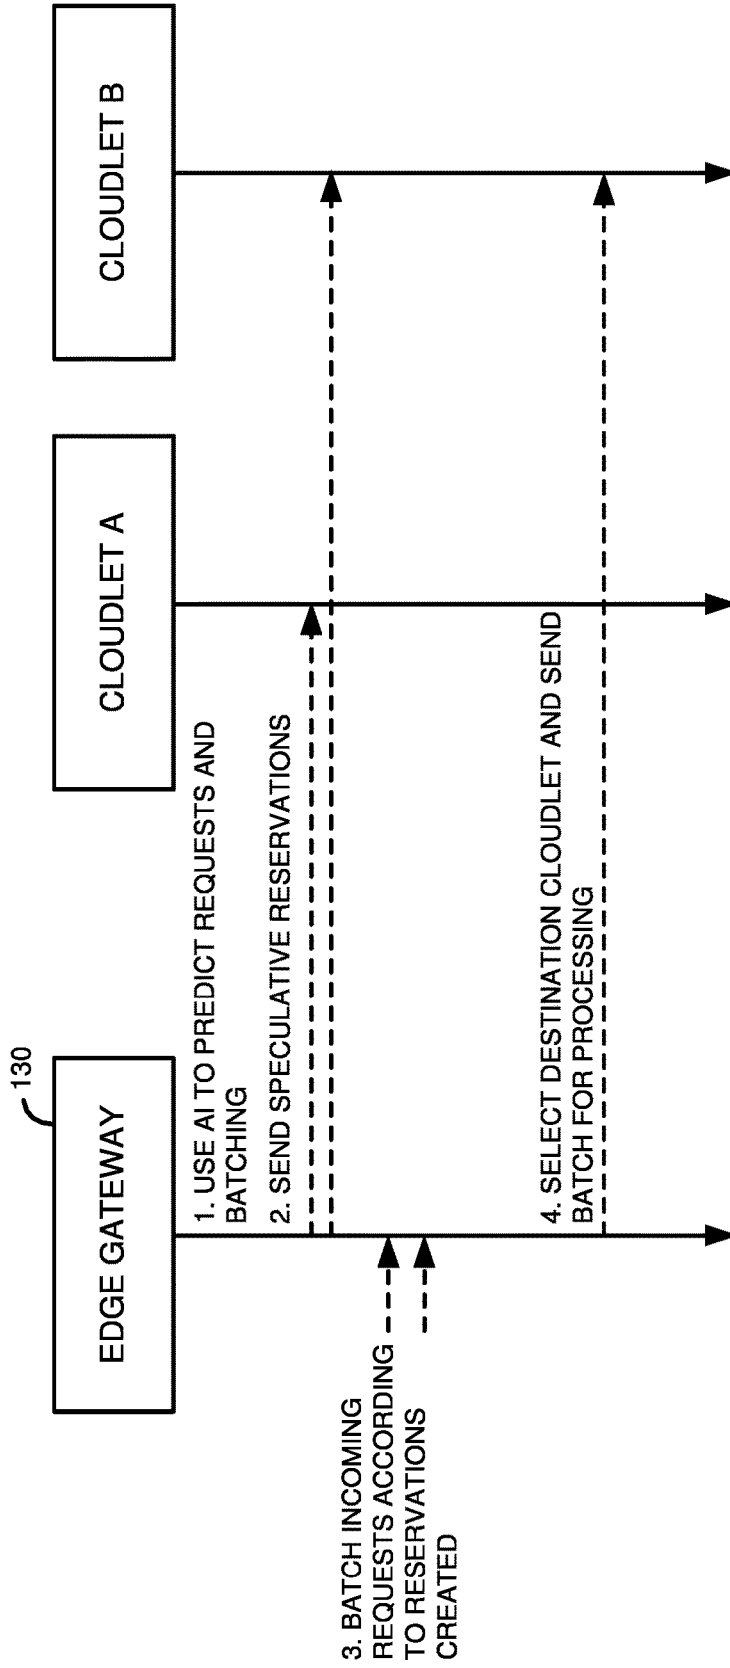 130
EDGE GATEWAY
CLOUDLET A
CLOUDLET B
1. USE AI TO PREDICT REQUESTS AND
BATCHING
2. SEND SPECULATIVE RESERVATIONS
3. BATCH INCOMING
REQUESTS ACCORDING
TO RESERVATIONS
CREATED
4. SELECT DESTINATION CLOUDLET AND SEND
BATCH FOR PROCESSING